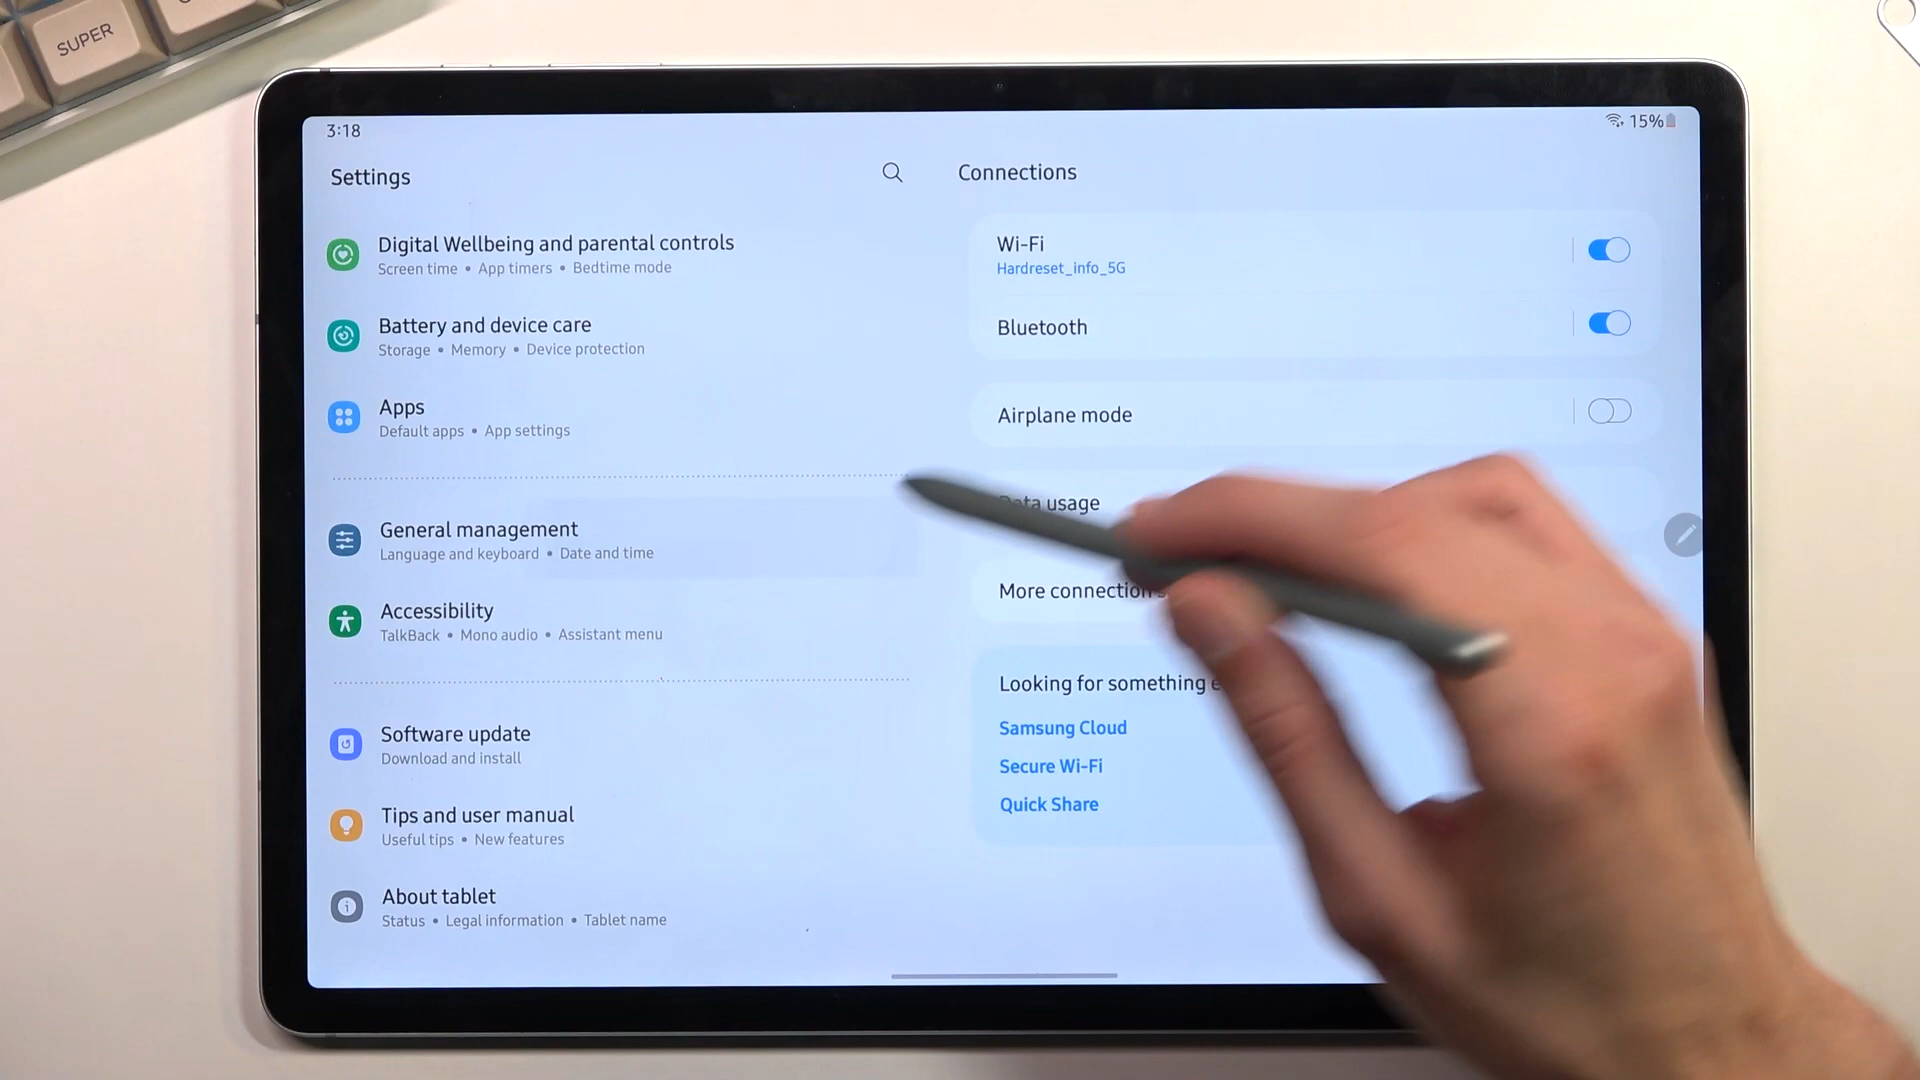 SUPER
3:18
15%
Settings
Digital Wellbeing and parental controls
Screen time • App timers • Bedtime mode
Battery and device care
Storage • Memory • Device protection
Apps
Default apps • App settings
General management
Language and keyboard • Date and time
Accessibility
TalkBack • Mono audio • Assistant menu
Software update
Download and install
Tips and user manual
Useful tips • New features
About tablet
Status • Legal information • Tablet name
Connections
Wi-Fi
Hardreset_info_5G
Bluetooth
Airplane mode
Data usage
More connection
Looking for something
Samsung Cloud
Secure Wi-Fi
Quick Share